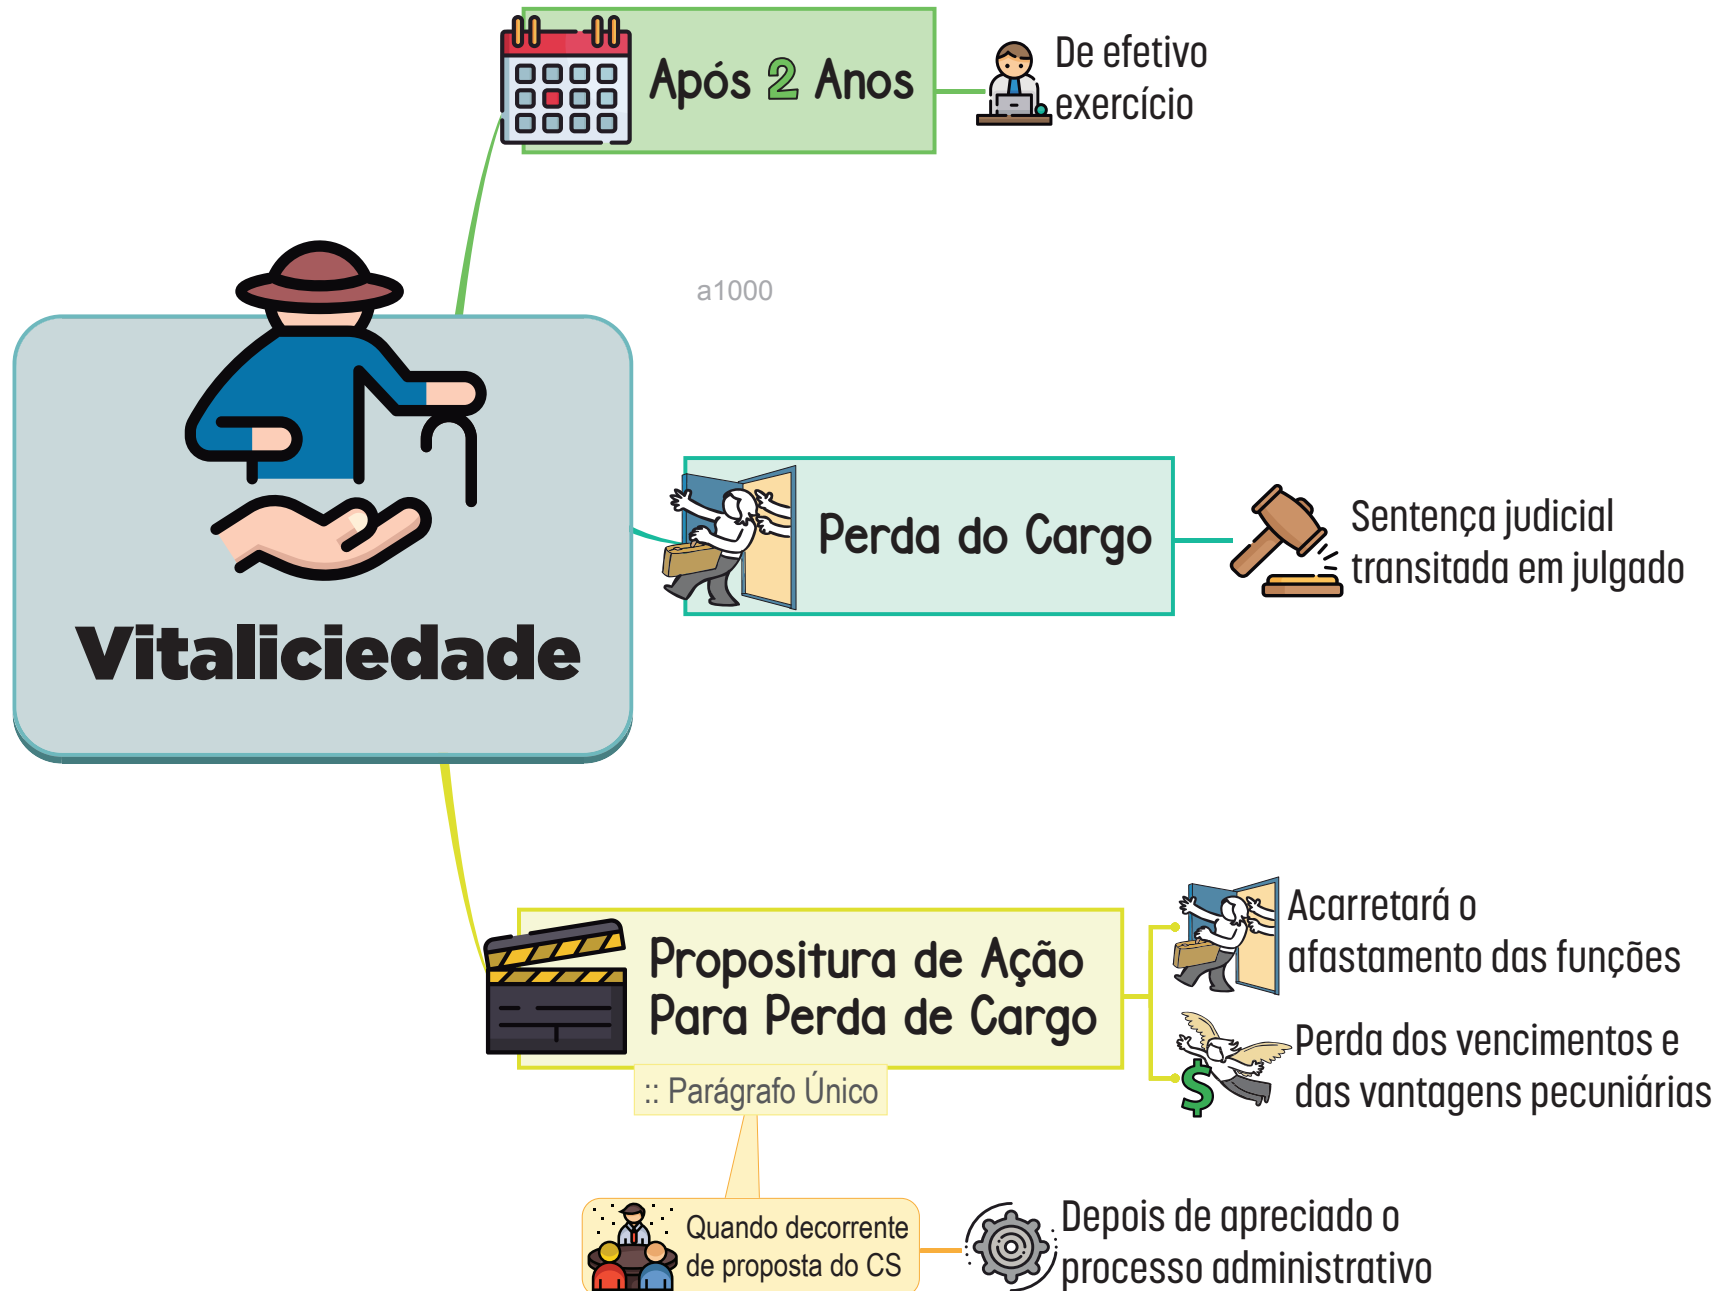 Após 2 Anos
De efetivo
exercício
a1000
Vitaliciedade
Perda do Cargo
Sentença judicial
transitada em julgado
Propositura de Ação
Para Perda de Cargo
:: Parágrafo Único
Acarretará o
afastamento das funções
Perda dos vencimentos e
das vantagens pecuniárias
$
Quando decorrente
de proposta do CS
Depois de apreciado o
processo administrativo